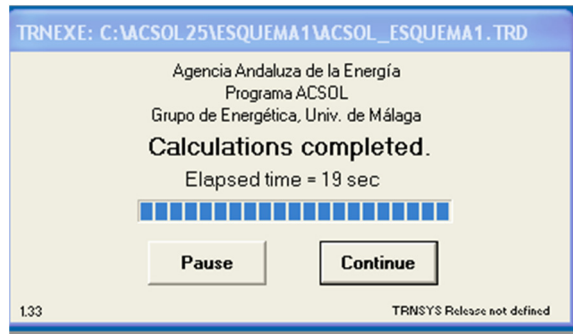 TRNEXE: C:\ACSOL25\ESQUEMA1\ACSOL_ESQUEMA1.TRD
Agencia Andaluza de la Energía
Programa ACSOL
Grupo de Energética, Univ. de Málaga
Calculations completed.
Elapsed time = 19 sec
Pause Continue
1.33 TRNSYS Release not defined